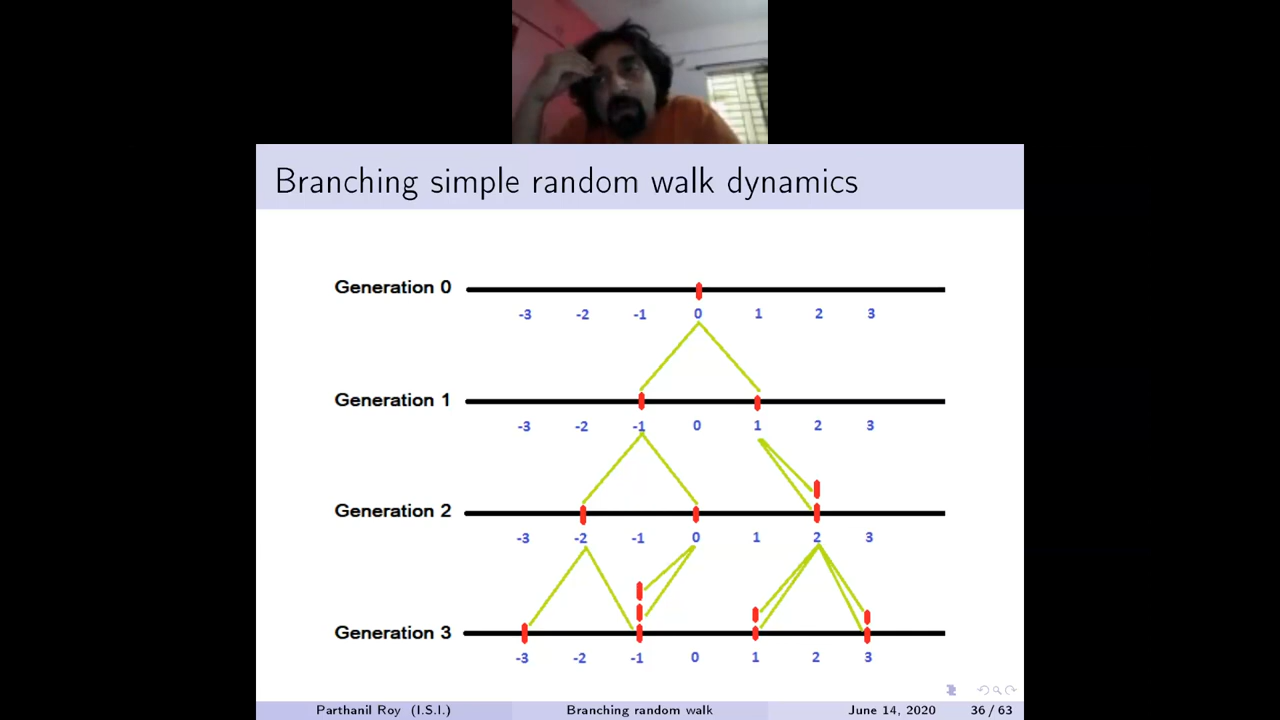 Branching simple random walk dynamics
Generation 0
-3 -2 -1 0 1 2 3
Generation 1
-3 -2 -1 0 1 2 3
Generation 2
-3 -2 -1 0 1 2 3
Generation 3
-3 -2 -1 0 1 2 3
Parthanil Roy (I.S.I.) Branching random walk June 14, 2020 36 / 63